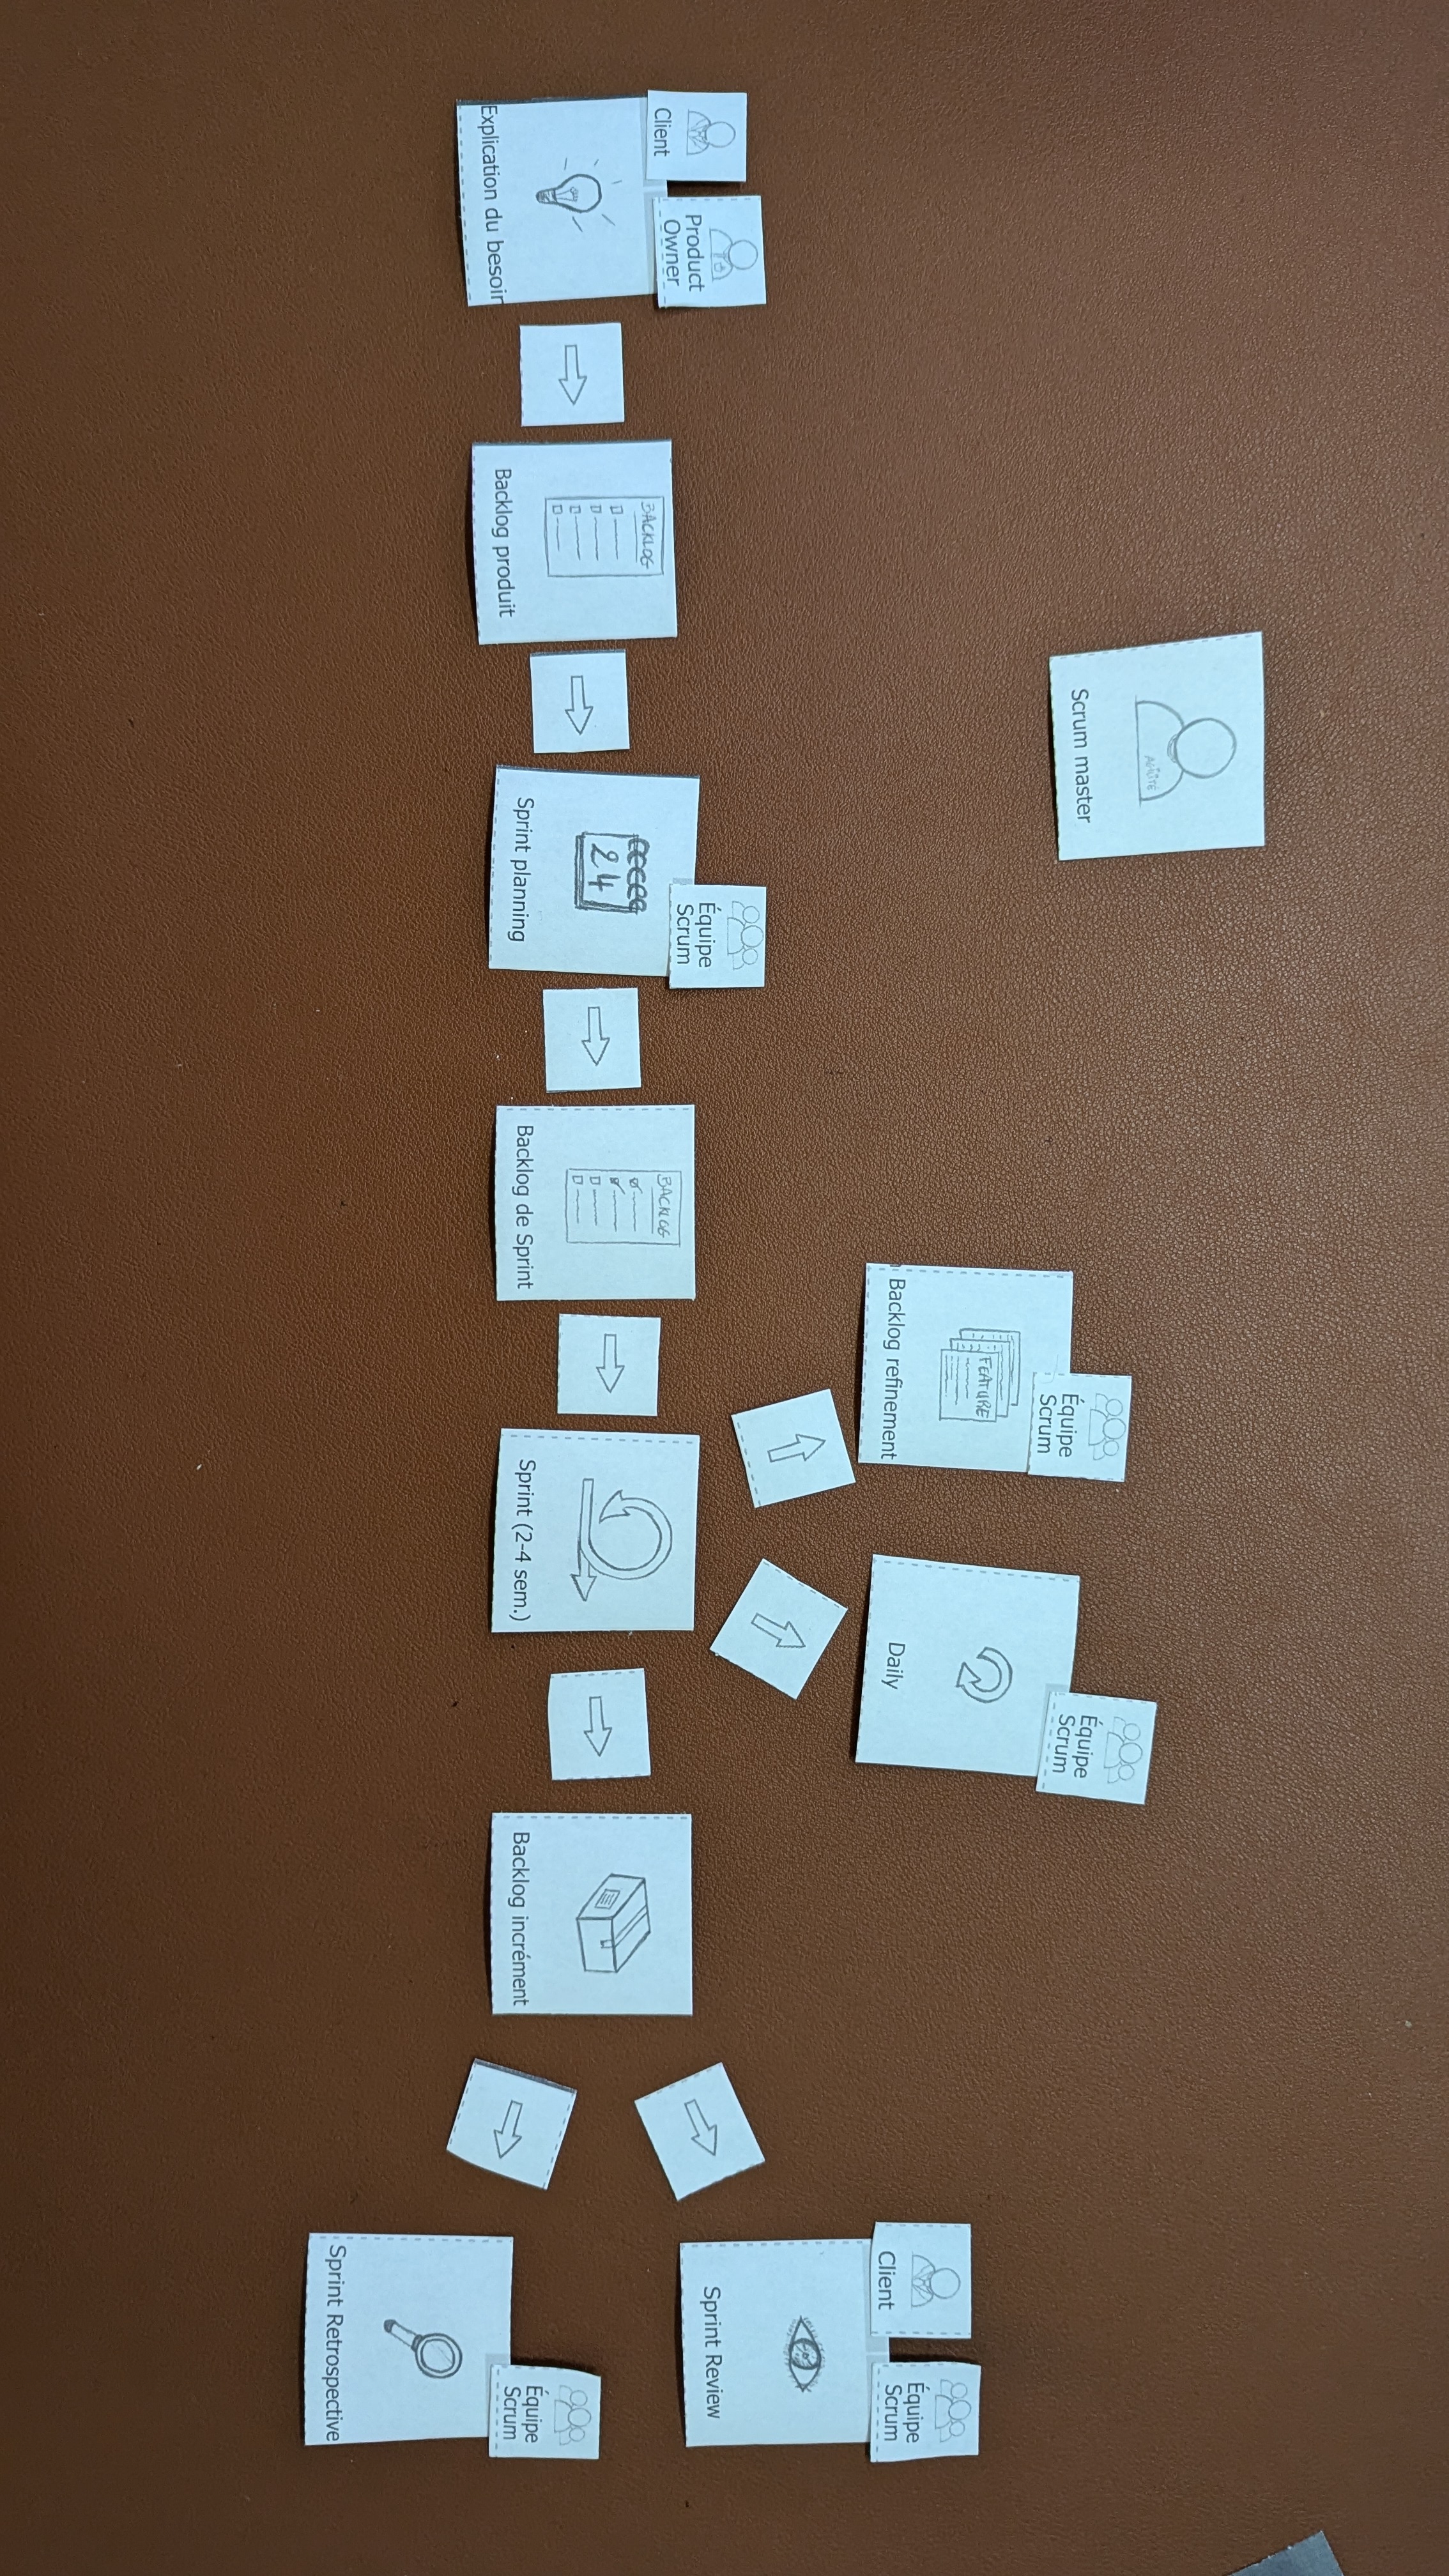 Client
Product
Owner
Explication du besoin
BACKLOG
Backlog produit
Scrum master
Agilité
24
Équipe
Scrum
Sprint planning
BACKLOG
Backlog de Sprint
FEATURE
Équipe
Scrum
Backlog refinement
Sprint (2-4 sem.)
Équipe
Scrum
Daily
Backlog incrément
Client
Équipe
Scrum
Sprint Review
Équipe
Scrum
Sprint Retrospective